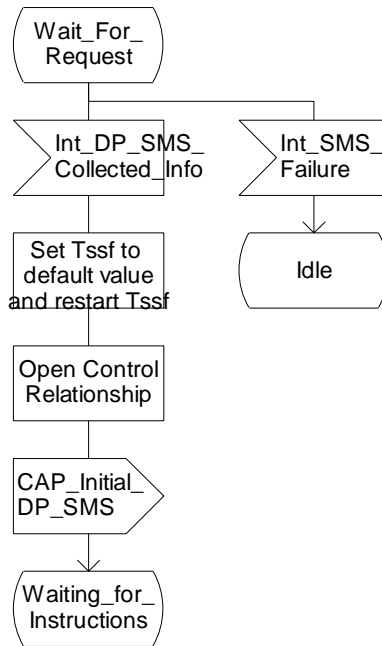 Wait_For_
Request
Int_DP_SMS_
Collected_Info
Int_SMS_
Failure
Set Tssf to
default value
and restart Tssf
Idle
Open Control
Relationship
CAP_Initial_
DP_SMS
Waiting_for_
Instructions